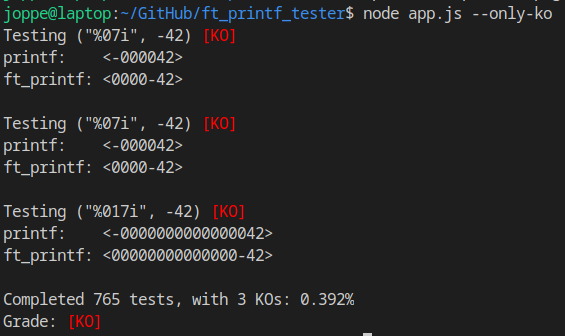 joppe@laptop:~/GitHub/ft_printf_tester$ node app.js --only-ko
Testing ("%07i", -42) [KO]
printf:    <-000042>
ft_printf: <0000-42>

Testing ("%07i", -42) [KO]
printf:    <-000042>
ft_printf: <0000-42>

Testing ("%017i", -42) [KO]
printf:    <-0000000000000042>
ft_printf: <00000000000000-42>

Completed 765 tests, with 3 KOs: 0.392%
Grade: [KO]